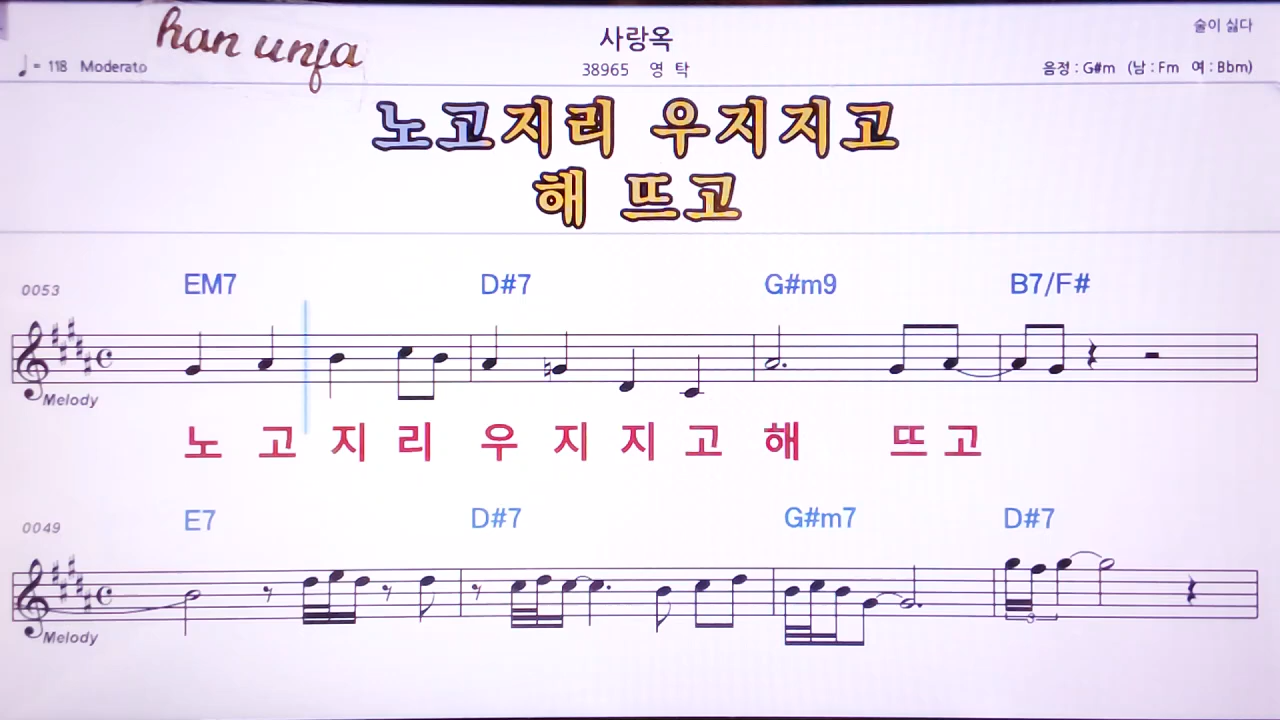 han unja
사랑옥
술이 싫다
♩= 118 Moderato
38965 영 탁
음정 : G#m (남 : Fm 여 : Bbm)
노고지리 우지지고
해 뜨고
0053
EM7 D#7 G#m9 B7/F#
Melody
노 고 지 리 우 지 지 고 해 뜨 고
0049
E7 D#7 G#m7 D#7
3
Melody